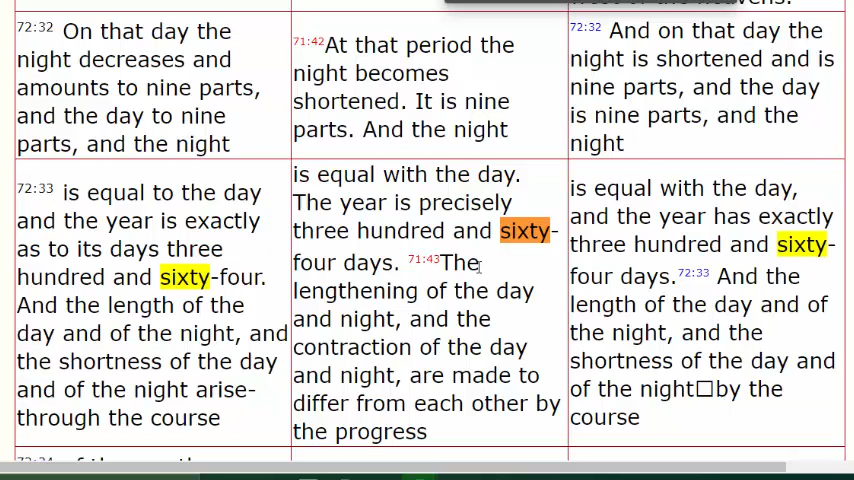 72:32 On that day the
night decreases and
amounts to nine parts,
and the day to nine
parts, and the night
71:42At that period the
night becomes
shortened. It is nine
parts. And the night
72:32 And on that day the
night is shortened and is
nine parts, and the day
is nine parts, and the
night
72:33 is equal to the day
and the year is exactly
as to its days three
hundred and sixty-four.
And the length of the
day and of the night, and
the shortness of the day
and of the night arise-
through the course
is equal with the day.
The year is precisely
three hundred and sixty-
four days. 71:43The
lengthening of the day
and night, and the
contraction of the day
and night, are made to
differ from each other by
the progress
is equal with the day,
and the year has exactly
three hundred and sixty-
four days.72:33 And the
length of the day and of
the night, and the
shortness of the day and
of the night□by the
course